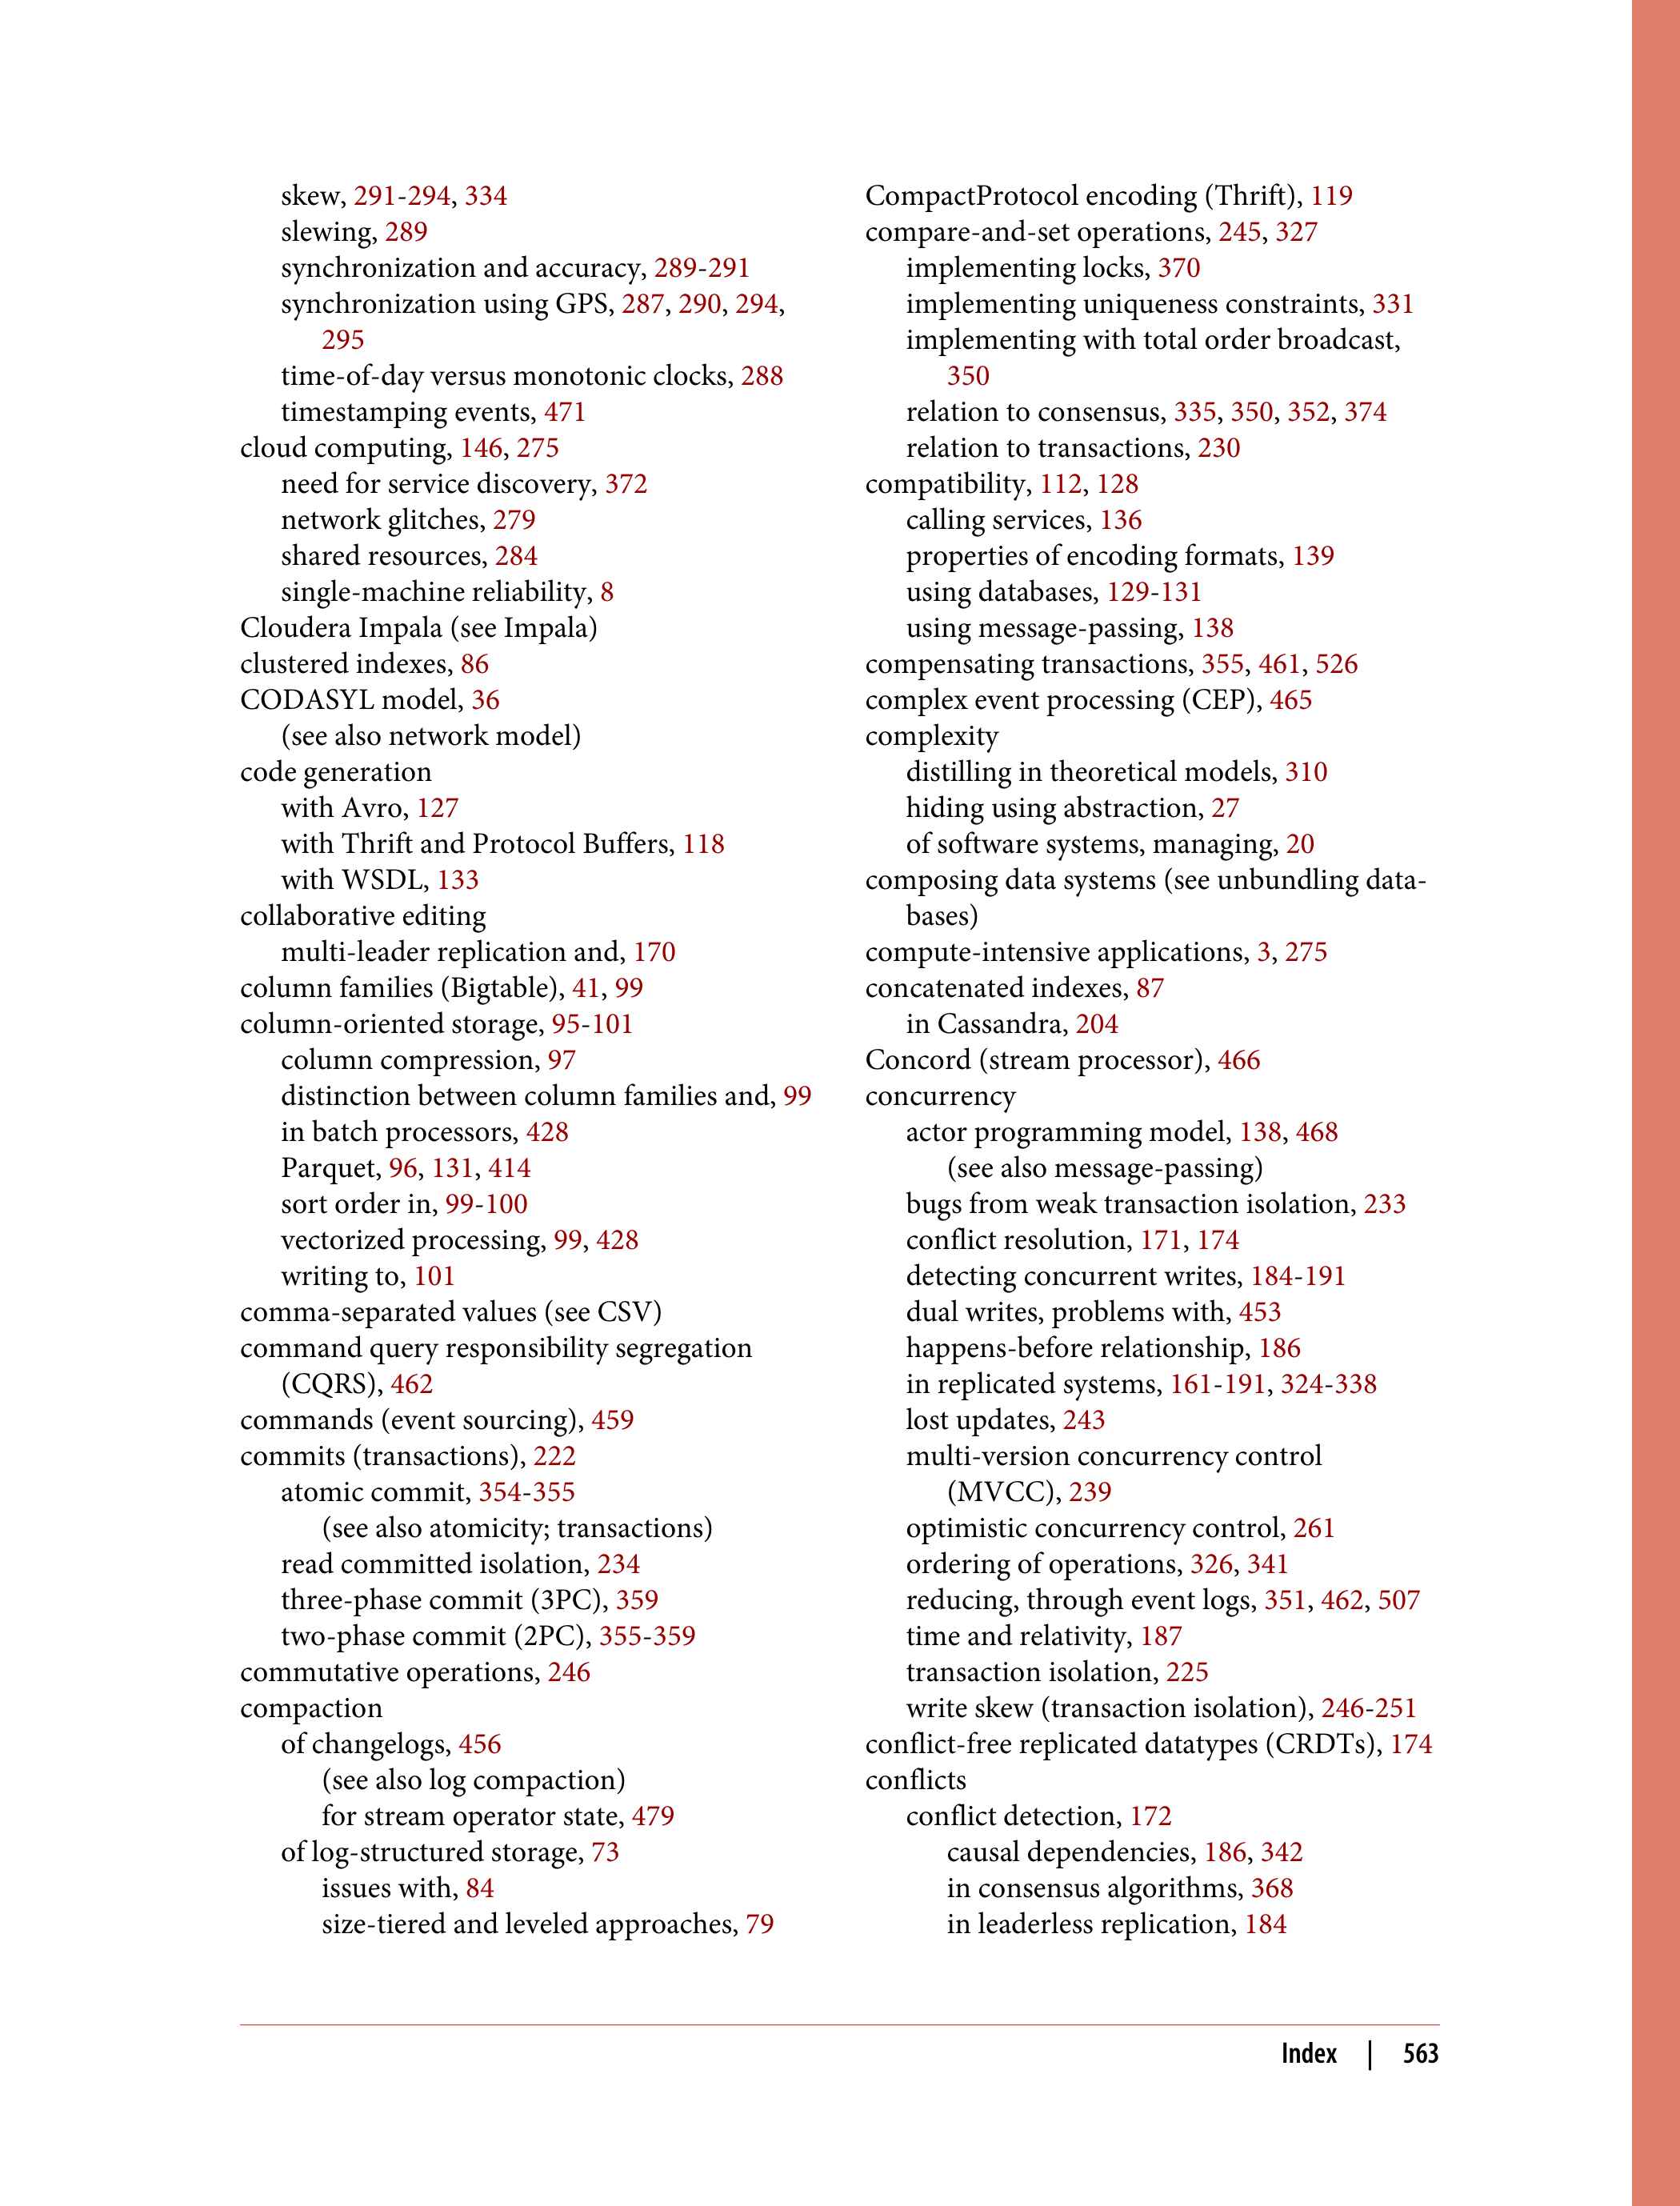 skew, 291-294, 334
slewing, 289
synchronization and accuracy, 289-291
synchronization using GPS, 287, 290, 294,
295
time-of-day versus monotonic clocks, 288
timestamping events, 471
cloud computing, 146, 275
need for service discovery, 372
network glitches, 279
shared resources, 284
single-machine reliability, 8
Cloudera Impala (see Impala)
clustered indexes, 86
CODASYL model, 36
(see also network model)
code generation
with Avro, 127
with Thrift and Protocol Buffers, 118
with WSDL, 133
collaborative editing
multi-leader replication and, 170
column families (Bigtable), 41, 99
column-oriented storage, 95-101
column compression, 97
distinction between column families and, 99
in batch processors, 428
Parquet, 96, 131, 414
sort order in, 99-100
vectorized processing, 99, 428
writing to, 101
comma-separated values (see CSV)
command query responsibility segregation
(CQRS), 462
commands (event sourcing), 459
commits (transactions), 222
atomic commit, 354-355
(see also atomicity; transactions)
read committed isolation, 234
three-phase commit (3PC), 359
two-phase commit (2PC), 355-359
commutative operations, 246
compaction
of changelogs, 456
(see also log compaction)
for stream operator state, 479
of log-structured storage, 73
issues with, 84
size-tiered and leveled approaches, 79
CompactProtocol encoding (Thrift), 119
compare-and-set operations, 245, 327
implementing locks, 370
implementing uniqueness constraints, 331
implementing with total order broadcast,
350
relation to consensus, 335, 350, 352, 374
relation to transactions, 230
compatibility, 112, 128
calling services, 136
properties of encoding formats, 139
using databases, 129-131
using message-passing, 138
compensating transactions, 355, 461, 526
complex event processing (CEP), 465
complexity
distilling in theoretical models, 310
hiding using abstraction, 27
of software systems, managing, 20
composing data systems (see unbundling data-
bases)
compute-intensive applications, 3, 275
concatenated indexes, 87
in Cassandra, 204
Concord (stream processor), 466
concurrency
actor programming model, 138, 468
(see also message-passing)
bugs from weak transaction isolation, 233
conflict resolution, 171, 174
detecting concurrent writes, 184-191
dual writes, problems with, 453
happens-before relationship, 186
in replicated systems, 161-191, 324-338
lost updates, 243
multi-version concurrency control
(MVCC), 239
optimistic concurrency control, 261
ordering of operations, 326, 341
reducing, through event logs, 351, 462, 507
time and relativity, 187
transaction isolation, 225
write skew (transaction isolation), 246-251
conflict-free replicated datatypes (CRDTs), 174
conflicts
conflict detection, 172
causal dependencies, 186, 342
in consensus algorithms, 368
in leaderless replication, 184
Index | 563